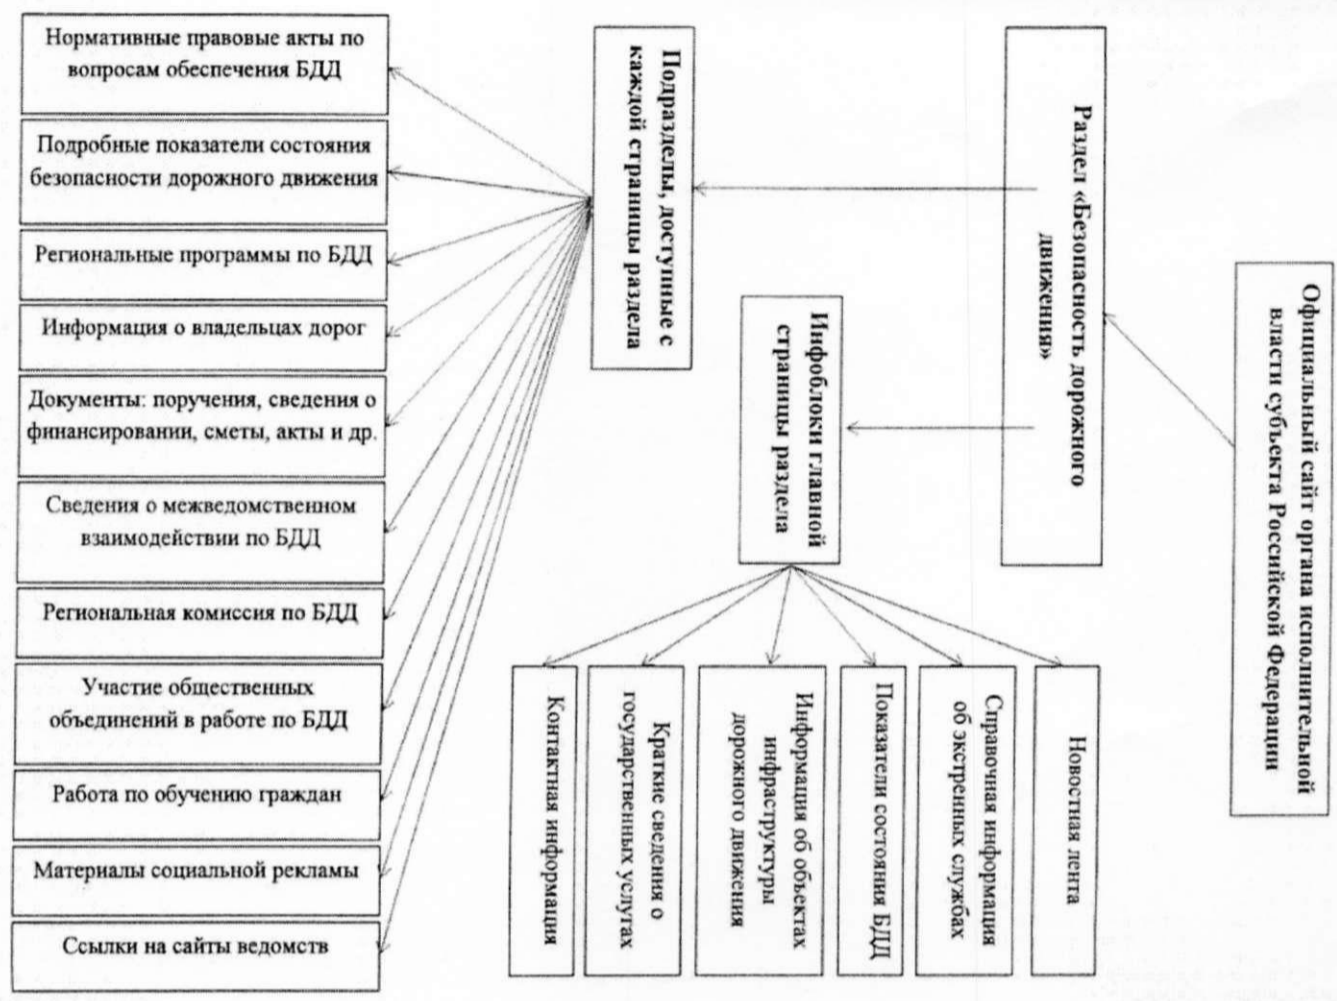 Официальный сайт органа исполнительной
власти субъекта Российской Федерации
Раздел «Безопасность дорожного
движения»
Подразделы, доступные с
каждой страницы раздела
Инфоблоки главной
страницы раздела
Нормативные правовые акты по
вопросам обеспечения БДД
Подробные показатели состояния
безопасности дорожного движения
Региональные программы по БДД
Информация о владельцах дорог
Документы: поручения, сведения о
финансировании, сметы, акты и др.
Сведения о межведомственном
взаимодействии по БДД
Региональная комиссия по БДД
Участие общественных
объединений в работе по БДД
Работа по обучению граждан
Материалы социальной рекламы
Ссылки на сайты ведомств
Новостная лента
Справочная информация
об экстренных службах
Показатели состояния БДД
Информация об объектах
инфраструктуры
дорожного движения
Краткие сведения о
государственных услугах
Контактная информация